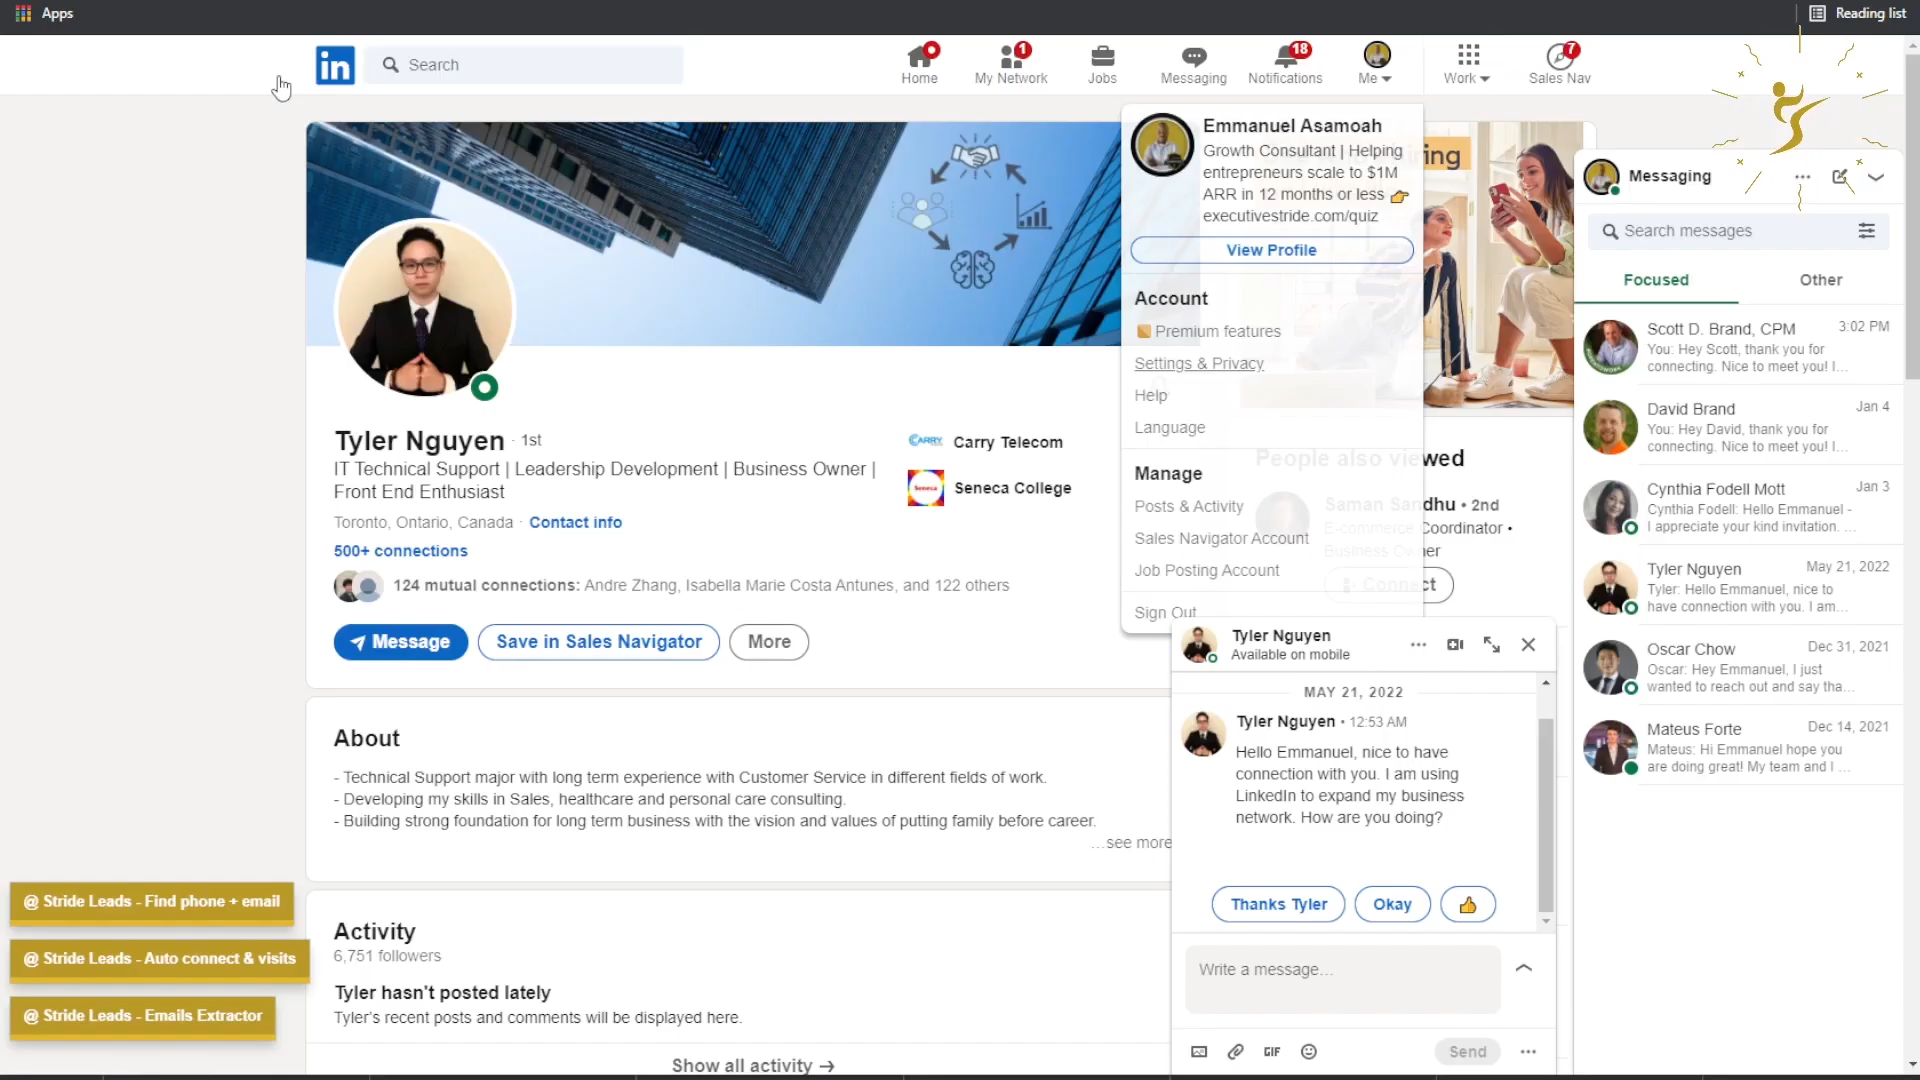 Apps
Reading list
in
Search
Home
1
My Network
Jobs
Messaging
18
Notifications
Me
Work
7
Sales Nav
Emmanuel Asamoah
Growth Consultant | Helping
entrepreneurs scale to $1M
ARR in 12 months or less 👉
executivestride.com/quiz
View Profile
Account
Premium features
Settings & Privacy
Help
Language
Manage
Posts & Activity
Sales Navigator Account
Job Posting Account
Sign Out
ring
People also viewed
Saman Sandhu • 2nd
E-commerce Coordinator •
Business Owner
Connect
Tyler Nguyen · 1st
IT Technical Support | Leadership Development | Business Owner |
Front End Enthusiast
Toronto, Ontario, Canada · Contact info
500+ connections
124 mutual connections: Andre Zhang, Isabella Marie Costa Antunes, and 122 others
Message
Save in Sales Navigator
More
CARRY
Carry Telecom
Seneca
Seneca College
About
- Technical Support major with long term experience with Customer Service in different fields of work.
- Developing my skills in Sales, healthcare and personal care consulting.
- Building strong foundation for long term business with the vision and values of putting family before career.
…see more
Activity
6,751 followers
Tyler hasn't posted lately
Tyler's recent posts and comments will be displayed here.
Show all activity →
@ Stride Leads - Find phone + email
@ Stride Leads - Auto connect & visits
@ Stride Leads - Emails Extractor
Tyler Nguyen
Available on mobile
MAY 21, 2022
Tyler Nguyen • 12:53 AM
Hello Emmanuel, nice to have
connection with you. I am using
LinkedIn to expand my business
network. How are you doing?
Thanks Tyler
Okay
👍
Write a message…
GIF
Send
Messaging
Search messages
Focused
Other
Scott D. Brand, CPM
3:02 PM
You: Hey Scott, thank you for
connecting. Nice to meet you! I…
David Brand
Jan 4
You: Hey David, thank you for
connecting. Nice to meet you! I…
Cynthia Fodell Mott
Jan 3
Cynthia Fodell: Hello Emmanuel -
I appreciate your kind invitation. …
Tyler Nguyen
May 21, 2022
Tyler: Hello Emmanuel, nice to
have connection with you. I am…
Oscar Chow
Dec 31, 2021
Oscar: Hey Emmanuel, I just
wanted to reach out and say tha…
Mateus Forte
Dec 14, 2021
Mateus: Hi Emmanuel hope you
are doing great! My team and I …